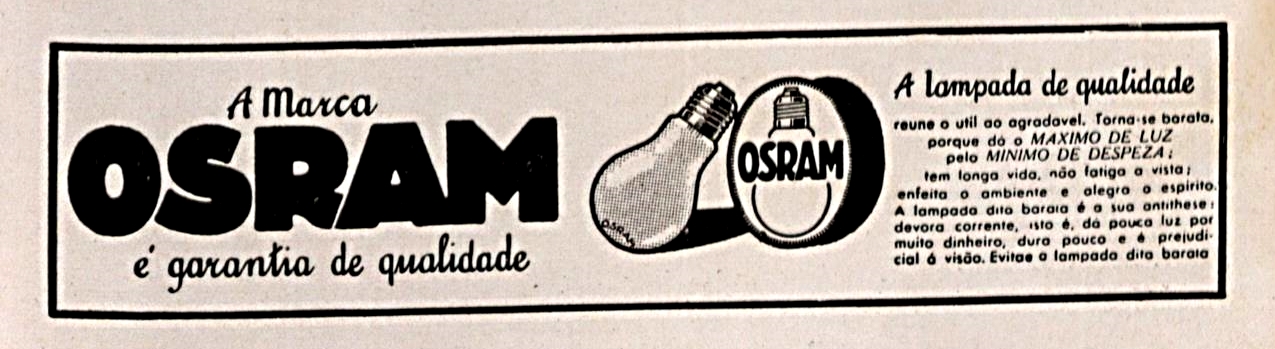 A Marca
OSRAM
é garantia de qualidade
OSRAM
OSRAM
A lampada de qualidade
reune o util ao agradavel. Torna-se barata,
porque dá o MAXIMO DE LUZ
pelo MINIMO DE DESPEZA;
tem longa vida, não fatiga a vista;
enfeita o ambiente e alegra o espirito.
A lampada dita barata é a sua antithese:
devora corrente, isto é, dá pouca luz por
muito dinheiro, dura pouco e é prejudi-
cial á visão. Evitae a lampada dita barata